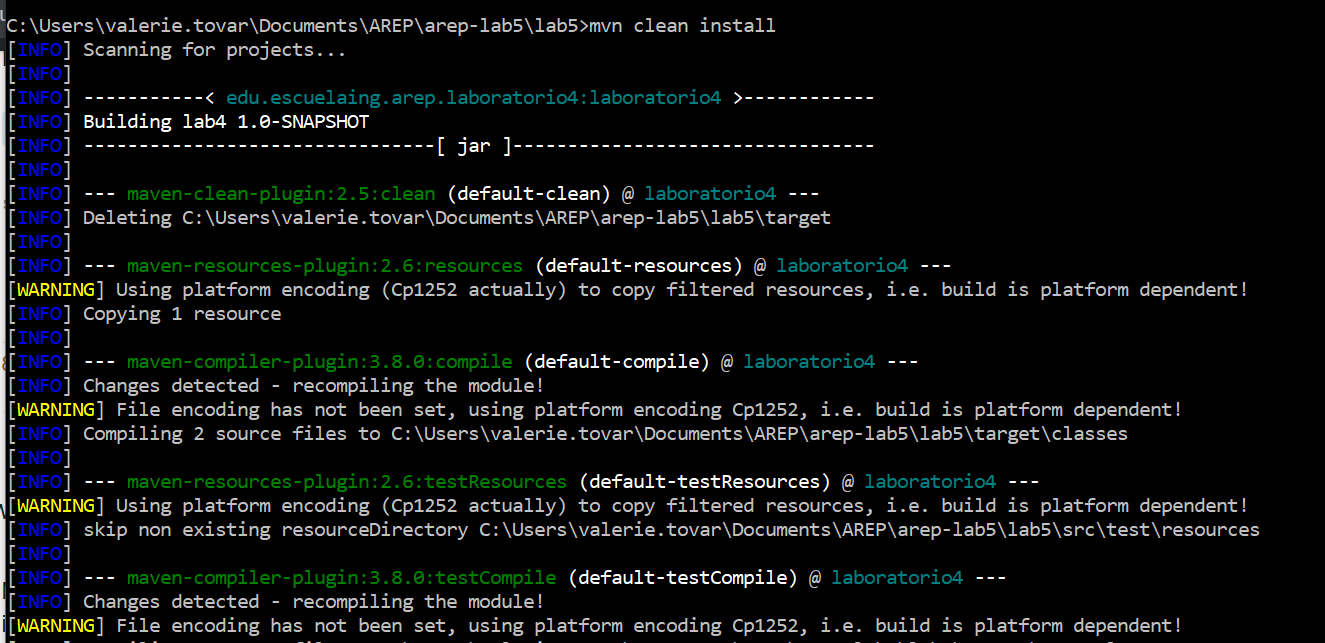 C:\Users\valerie.tovar\Documents\AREP\arep-lab5\lab5>mvn clean install
[INFO] Scanning for projects...
[INFO]
[INFO] -----------< edu.escuelaing.arep.laboratorio4:laboratorio4 >------------
[INFO] Building lab4 1.0-SNAPSHOT
[INFO] --------------------------------[ jar ]---------------------------------
[INFO]
[INFO] --- maven-clean-plugin:2.5:clean (default-clean) @ laboratorio4 ---
[INFO] Deleting C:\Users\valerie.tovar\Documents\AREP\arep-lab5\lab5\target
[INFO]
[INFO] --- maven-resources-plugin:2.6:resources (default-resources) @ laboratorio4 ---
[WARNING] Using platform encoding (Cp1252 actually) to copy filtered resources, i.e. build is platform dependent!
[INFO] Copying 1 resource
[INFO]
[INFO] --- maven-compiler-plugin:3.8.0:compile (default-compile) @ laboratorio4 ---
[INFO] Changes detected - recompiling the module!
[WARNING] File encoding has not been set, using platform encoding Cp1252, i.e. build is platform dependent!
[INFO] Compiling 2 source files to C:\Users\valerie.tovar\Documents\AREP\arep-lab5\lab5\target\classes
[INFO]
[INFO] --- maven-resources-plugin:2.6:testResources (default-testResources) @ laboratorio4 ---
[WARNING] Using platform encoding (Cp1252 actually) to copy filtered resources, i.e. build is platform dependent!
[INFO] skip non existing resourceDirectory C:\Users\valerie.tovar\Documents\AREP\arep-lab5\lab5\src\test\resources
[INFO]
[INFO] --- maven-compiler-plugin:3.8.0:testCompile (default-testCompile) @ laboratorio4 ---
[INFO] Changes detected - recompiling the module!
[WARNING] File encoding has not been set, using platform encoding Cp1252, i.e. build is platform dependent!